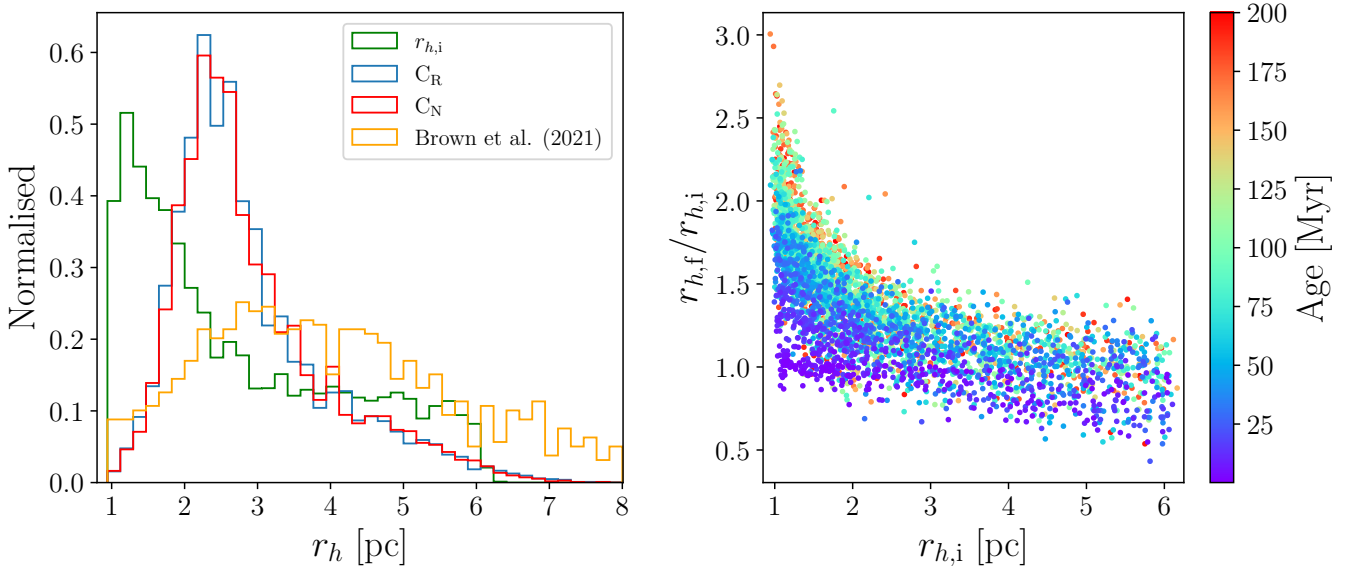 0.6
0.5
0.4
0.3
0.2
0.1
0.0
Normalised
1 2 3 4 5 6 7 8
r_h [pc]
r_{h,i}
C_R
C_N
Brown et al. (2021)
3.0
2.5
2.0
1.5
1.0
0.5
r_{h,f}/r_{h,i}
1 2 3 4 5 6
r_{h,i} [pc]
200
175
150
125
100
75
50
25
Age [Myr]